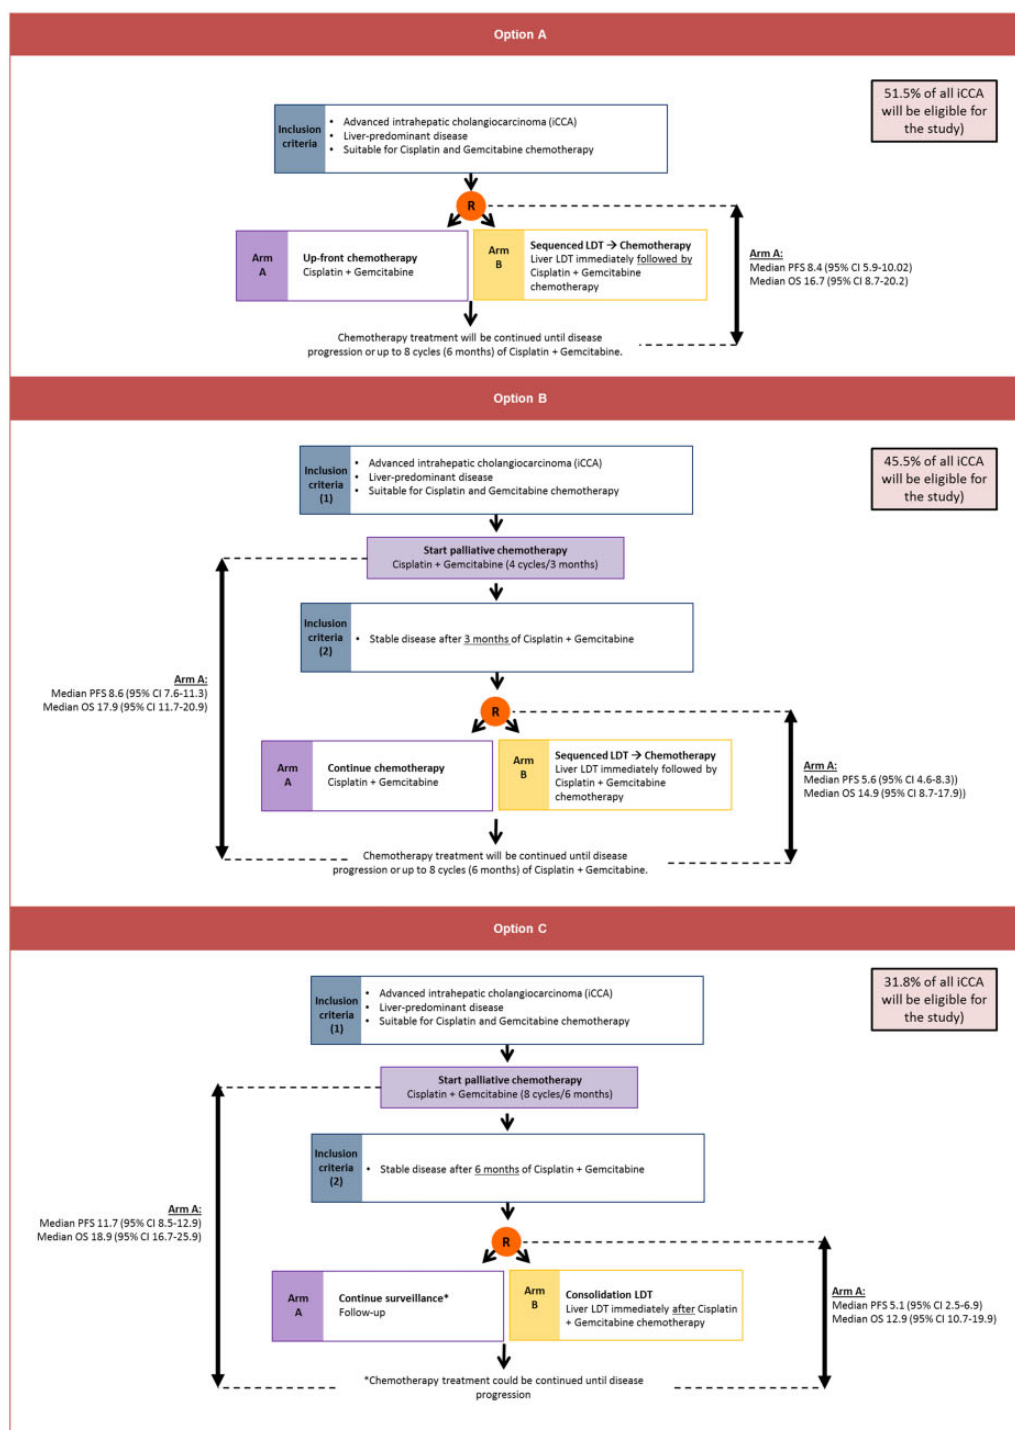 Option A
51.5% of all iCCA
will be eligible for
the study)
Inclusion
criteria
• Advanced intrahepatic cholangiocarcinoma (iCCA)
• Liver-predominant disease
• Suitable for Cisplatin and Gemcitabine chemotherapy
R
Arm
A
Up-front chemotherapy
Cisplatin + Gemcitabine
Arm
B
Sequenced LDT → Chemotherapy
Liver LDT immediately followed by
Cisplatin + Gemcitabine
chemotherapy
Arm A:
Median PFS 8.4 (95% CI 5.9-10.02)
Median OS 16.7 (95% CI 8.7-20.2)
Chemotherapy treatment will be continued until disease
progression or up to 8 cycles (6 months) of Cisplatin + Gemcitabine.
Option B
45.5% of all iCCA
will be eligible for
the study)
Inclusion
criteria
(1)
• Advanced intrahepatic cholangiocarcinoma (iCCA)
• Liver-predominant disease
• Suitable for Cisplatin and Gemcitabine chemotherapy
Start palliative chemotherapy
Cisplatin + Gemcitabine (4 cycles/3 months)
Inclusion
criteria
(2)
• Stable disease after 3 months of Cisplatin + Gemcitabine
Arm A:
Median PFS 8.6 (95% CI 7.6-11.3)
Median OS 17.9 (95% CI 11.7-20.9)
R
Arm
A
Continue chemotherapy
Cisplatin + Gemcitabine
Arm
B
Sequenced LDT → Chemotherapy
Liver LDT immediately followed by
Cisplatin + Gemcitabine
chemotherapy
Arm A:
Median PFS 5.6 (95% CI 4.6-8.3))
Median OS 14.9 (95% CI 8.7-17.9))
Chemotherapy treatment will be continued until disease
progression or up to 8 cycles (6 months) of Cisplatin + Gemcitabine.
Option C
31.8% of all iCCA
will be eligible for
the study)
Inclusion
criteria
(1)
• Advanced intrahepatic cholangiocarcinoma (iCCA)
• Liver-predominant disease
• Suitable for Cisplatin and Gemcitabine chemotherapy
Start palliative chemotherapy
Cisplatin + Gemcitabine (8 cycles/6 months)
Inclusion
criteria
(2)
• Stable disease after 6 months of Cisplatin + Gemcitabine
Arm A:
Median PFS 11.7 (95% CI 8.5-12.9)
Median OS 18.9 (95% CI 16.7-25.9)
R
Arm
A
Continue surveillance*
Follow-up
Arm
B
Consolidation LDT
Liver LDT immediately after Cisplatin
+ Gemcitabine chemotherapy
Arm A:
Median PFS 5.1 (95% CI 2.5-6.9)
Median OS 12.9 (95% CI 10.7-19.9)
*Chemotherapy treatment could be continued until disease
progression